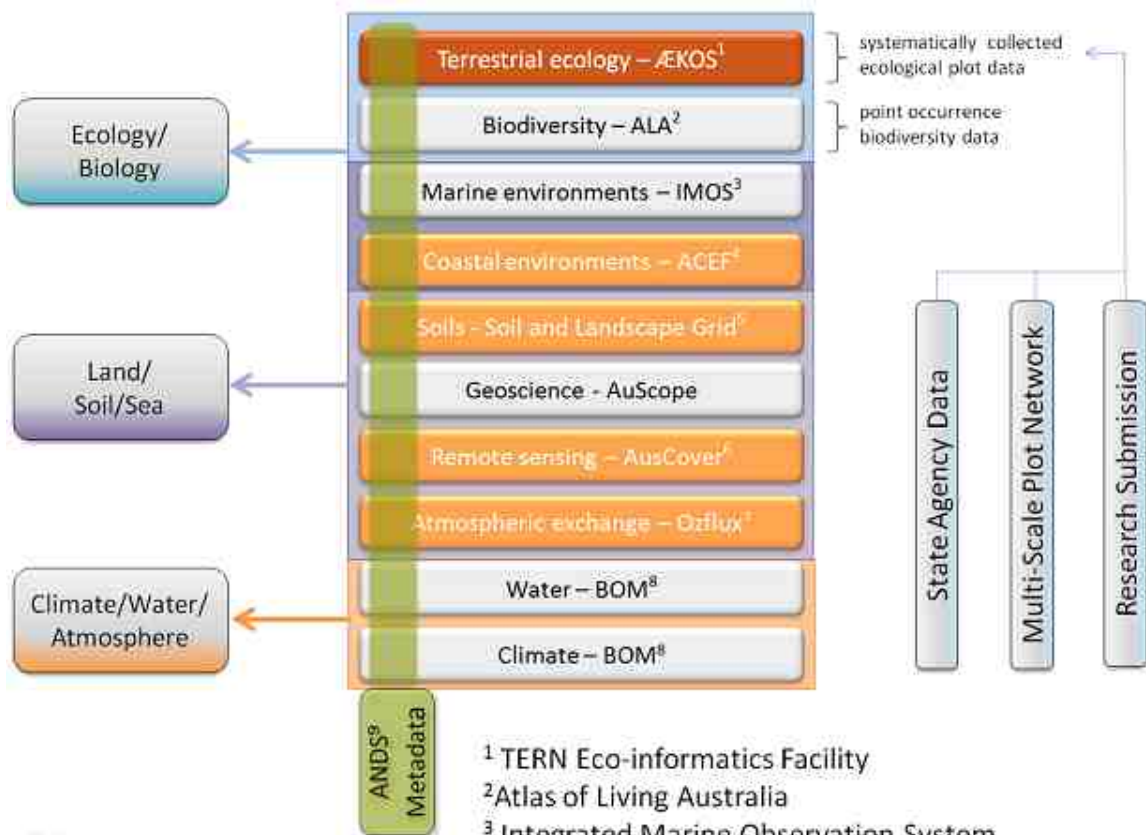 Terrestrial ecology – ÆKOS¹
systematically collected
ecological plot data
Biodiversity – ALA²
point occurrence
biodiversity data
Ecology/
Biology
Marine environments – IMOS³
Coastal environments – ACEF⁴
Soils - Soil and Landscape Grid⁵
Land/
Soil/Sea
Geoscience - AuScope
Remote sensing – AusCover⁶
Atmospheric exchange – Ozflux⁷
Climate/Water/
Atmosphere
Water – BOM⁸
Climate – BOM⁸
State Agency Data
Multi-Scale Plot Network
Research Submission
ANDS⁹
Metadata
¹ TERN Eco-informatics Facility
²Atlas of Living Australia
³ Integrated Marine Observation System